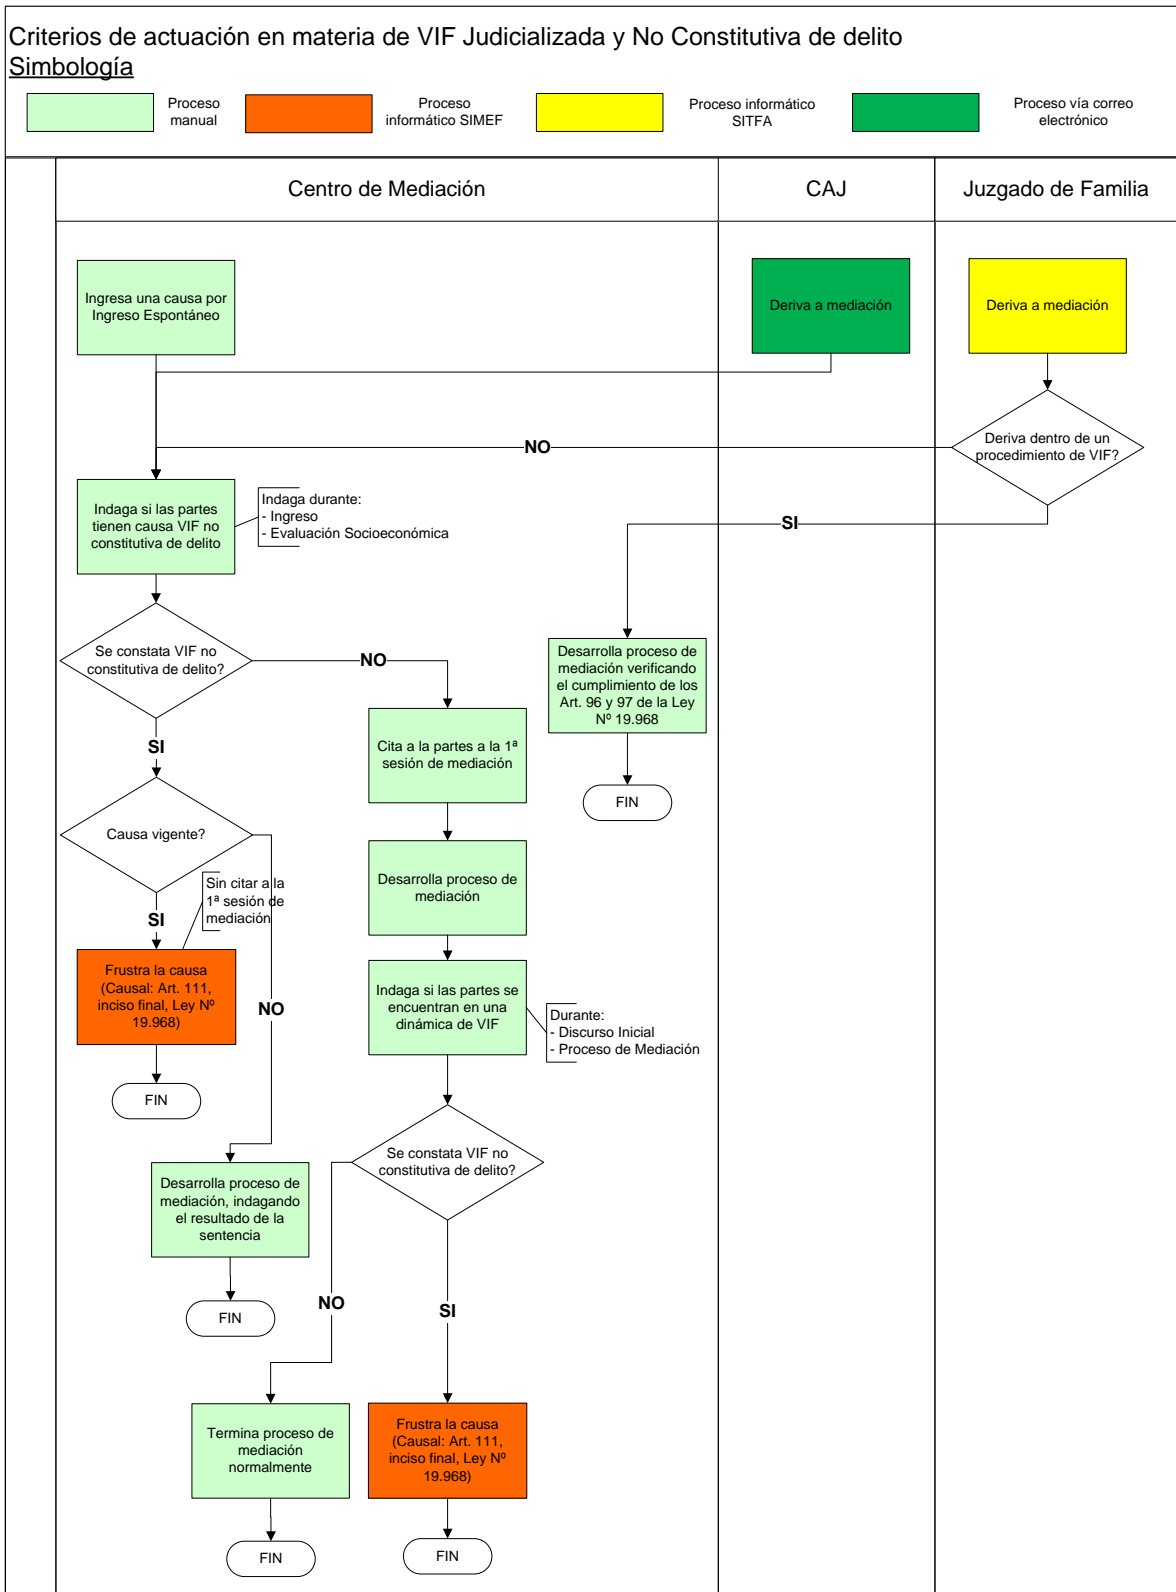 Criterios de actuación en materia de VIF Judicializada y No Constitutiva de delito
Simbología
Proceso
manual
Proceso
informático SIMEF
Proceso informático
SITFA
Proceso vía correo
electrónico
Centro de Mediación
CAJ
Juzgado de Familia
Ingresa una causa por
Ingreso Espontáneo
Deriva a mediación
Deriva a mediación
Deriva dentro de un
procedimiento de VIF?
NO
SI
Indaga si las partes
tienen causa VIF no
constitutiva de delito
Indaga durante:
- Ingreso
- Evaluación Socioeconómica
Se constata VIF no
constitutiva de delito?
NO
SI
Desarrolla proceso de
mediación verificando
el cumplimiento de los
Art. 96 y 97 de la Ley
Nº 19.968
FIN
Cita a la partes a la 1ª
sesión de mediación
Causa vigente?
SI
NO
Sin citar a la
1ª sesión de
mediación
Desarrolla proceso de
mediación
Frustra la causa
(Causal: Art. 111,
inciso final, Ley Nº
19.968)
FIN
Indaga si las partes se
encuentran en una
dinámica de VIF
Durante:
- Discurso Inicial
- Proceso de Mediación
Se constata VIF no
constitutiva de delito?
Desarrolla proceso de
mediación, indagando
el resultado de la
sentencia
FIN
NO
SI
Termina proceso de
mediación
normalmente
FIN
Frustra la causa
(Causal: Art. 111,
inciso final, Ley Nº
19.968)
FIN